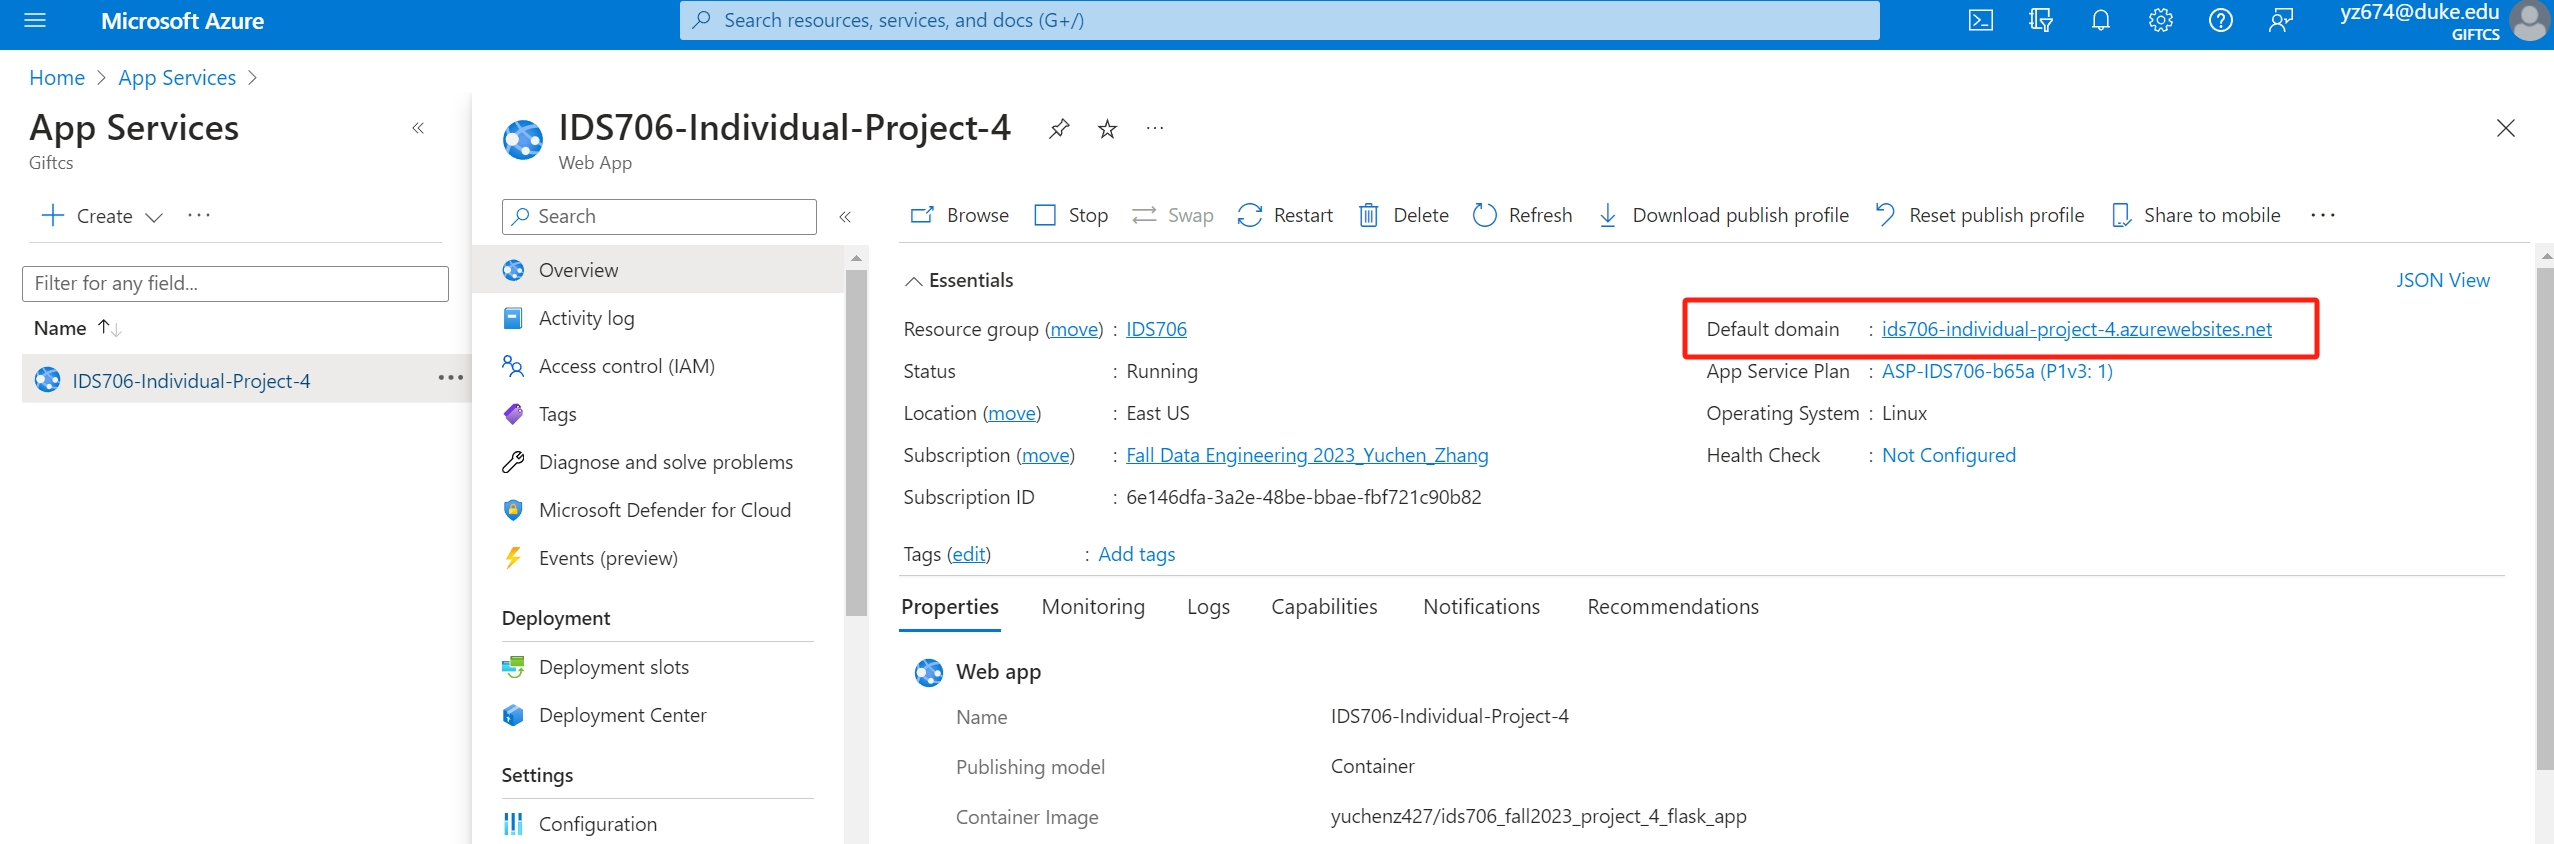 Microsoft Azure
Search resources, services, and docs (G+/)
yz674@duke.edu
GIFTCS
Home > App Services >
App Services
Giftcs
IDS706-Individual-Project-4
Web App
Create
Search
Browse
Stop
Swap
Restart
Delete
Refresh
Download publish profile
Reset publish profile
Share to mobile
Filter for any field...
Name
IDS706-Individual-Project-4
Overview
Activity log
Access control (IAM)
Tags
Diagnose and solve problems
Microsoft Defender for Cloud
Events (preview)
Deployment
Deployment slots
Deployment Center
Settings
Configuration
Essentials
JSON View
Resource group (move) : IDS706
Status : Running
Location (move) : East US
Subscription (move) : Fall Data Engineering 2023_Yuchen_Zhang
Subscription ID : 6e146dfa-3a2e-48be-bbae-fbf721c90b82
Default domain : ids706-individual-project-4.azurewebsites.net
App Service Plan : ASP-IDS706-b65a (P1v3: 1)
Operating System : Linux
Health Check : Not Configured
Tags (edit) : Add tags
Properties
Monitoring
Logs
Capabilities
Notifications
Recommendations
Web app
Name IDS706-Individual-Project-4
Publishing model Container
Container Image yuchenz427/ids706_fall2023_project_4_flask_app